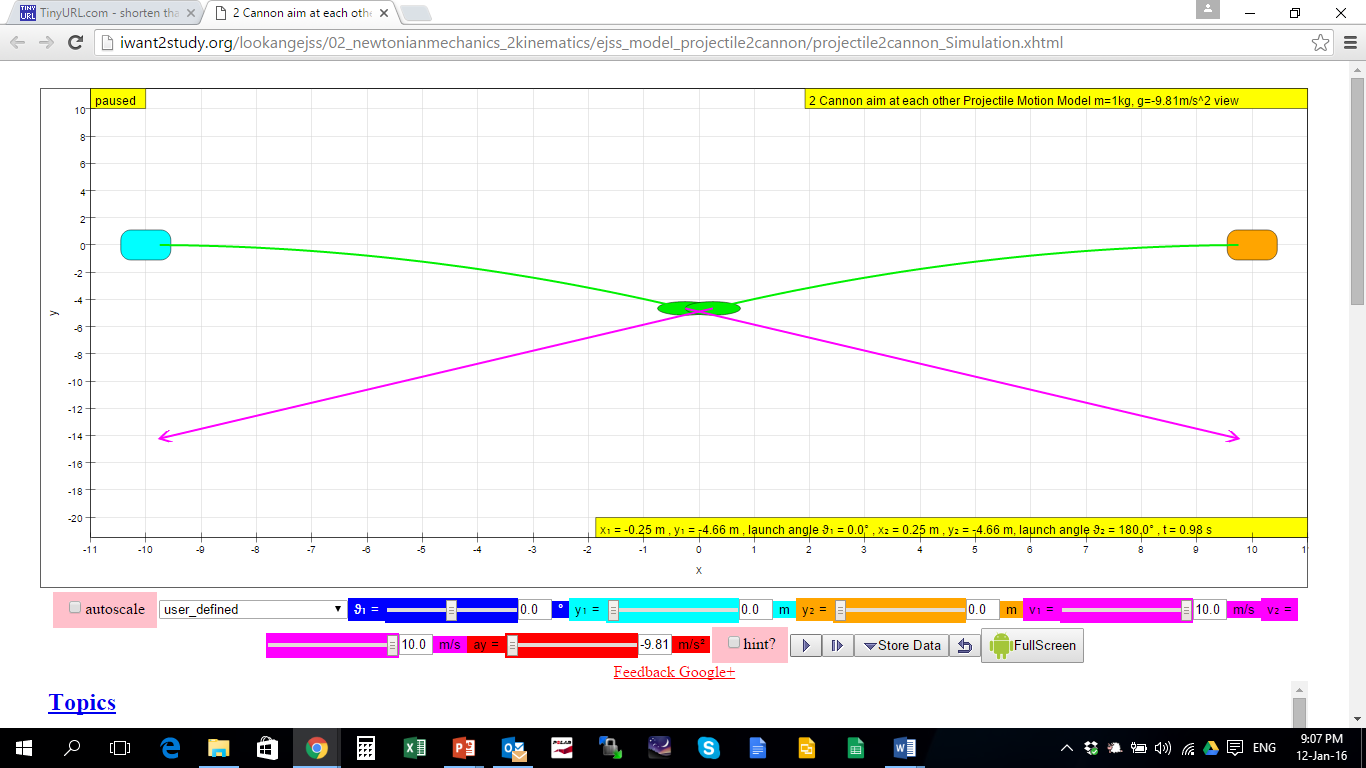 TinyURL.com - shorten tha
2 Cannon aim at each othe
iwant2study.org/lookangejss/02_newtonianmechanics_2kinematics/ejss_model_projectile2cannon/projectile2cannon_Simulation.xhtml
paused
2 Cannon aim at each other Projectile Motion Model m=1kg, g=-9.81m/s^2 view
10
8
6
4
2
0
-2
-4
-6
-8
-10
-12
-14
-16
-18
-20
y
x₁ = -0.25 m , y₁ = -4.66 m , launch angle ϑ₁ = 0.0° , x₂ = 0.25 m , y₂ = -4.66 m, launch angle ϑ₂ = 180.0° , t = 0.98 s
-11 -10 -9 -8 -7 -6 -5 -4 -3 -2 -1 0 1 2 3 4 5 6 7 8 9 10 1
x
autoscale user_defined ϑ₁ = 0.0 ° y₁ = 0.0 m y₂ = 0.0 m v₁ = 10.0 m/s v₂ =
10.0 m/s ay = -9.81 m/s² hint? Store Data FullScreen
Feedback Google+
Topics
ENG
9:07 PM
12-Jan-16